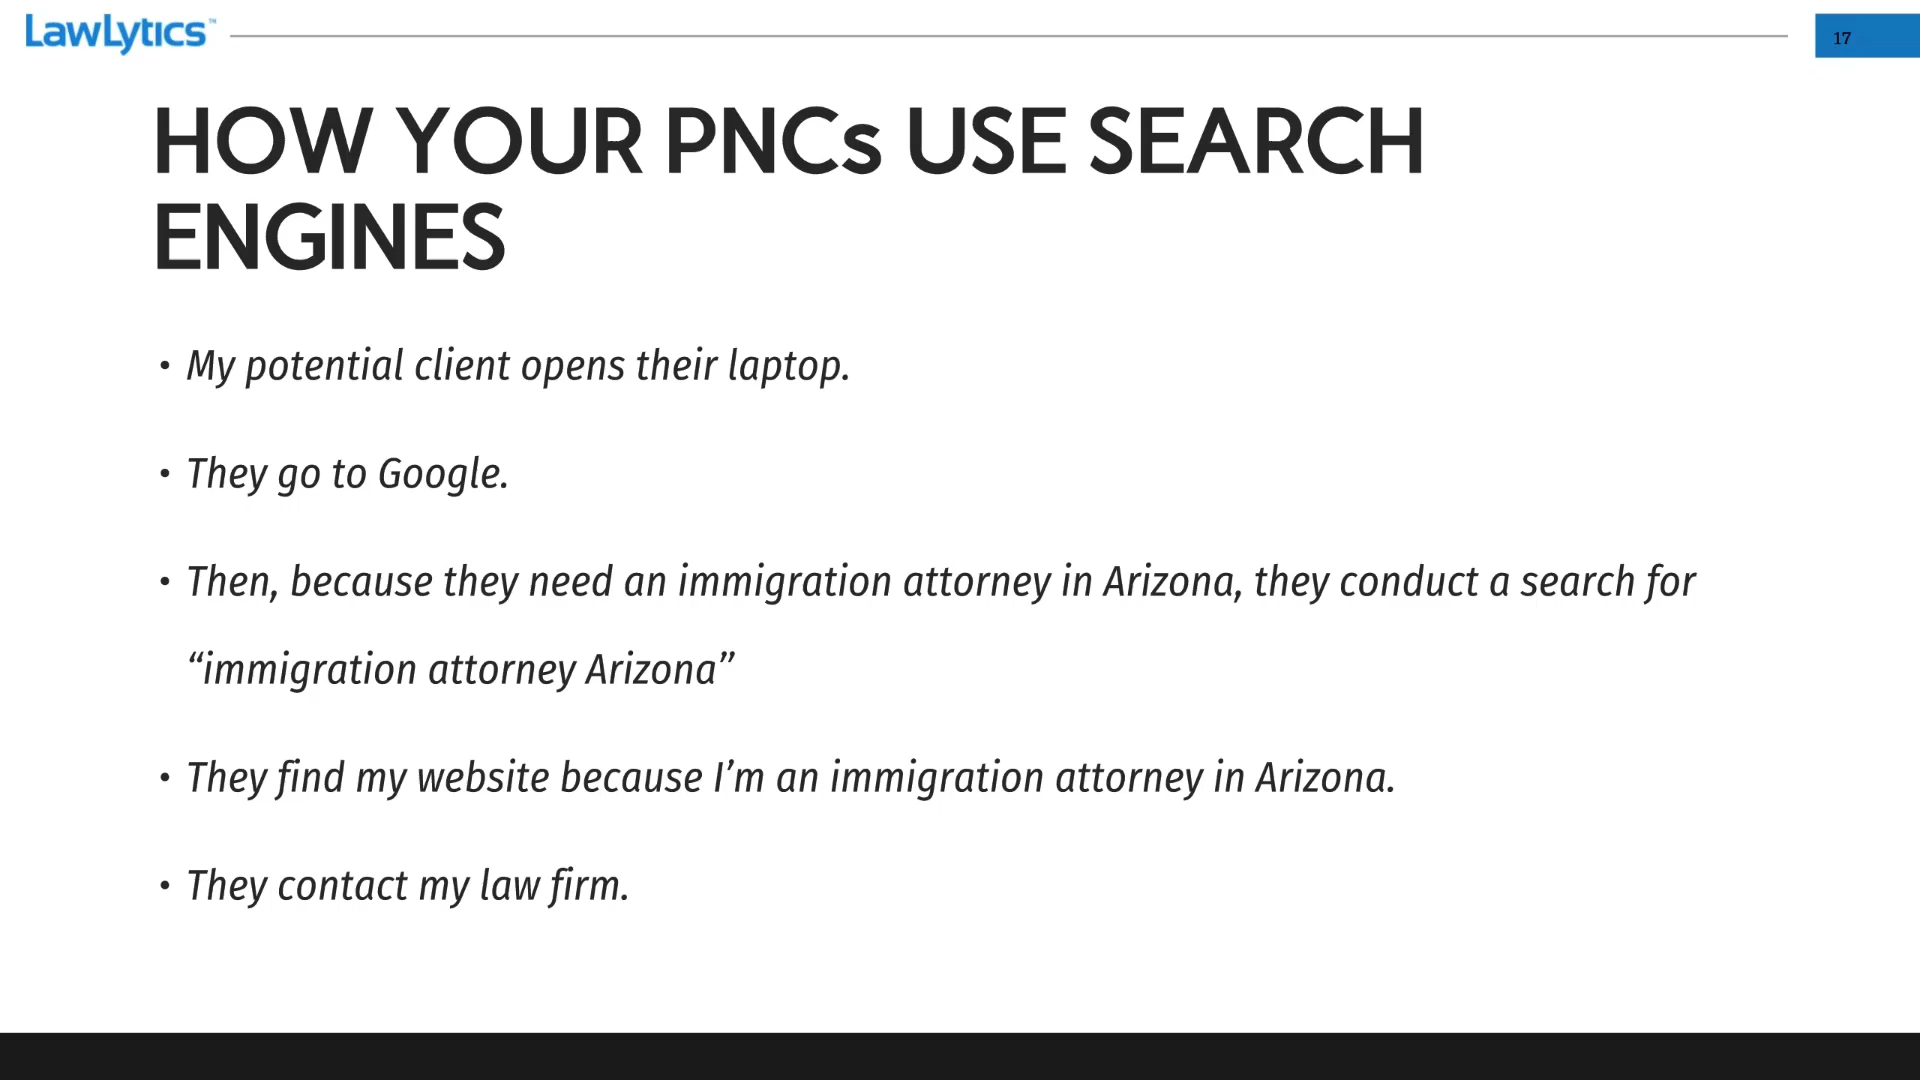 LawLytics™
17
HOW YOUR PNCs USE SEARCH
ENGINES
• My potential client opens their laptop.
• They go to Google.
• Then, because they need an immigration attorney in Arizona, they conduct a search for
“immigration attorney Arizona”
• They find my website because I’m an immigration attorney in Arizona.
• They contact my law firm.